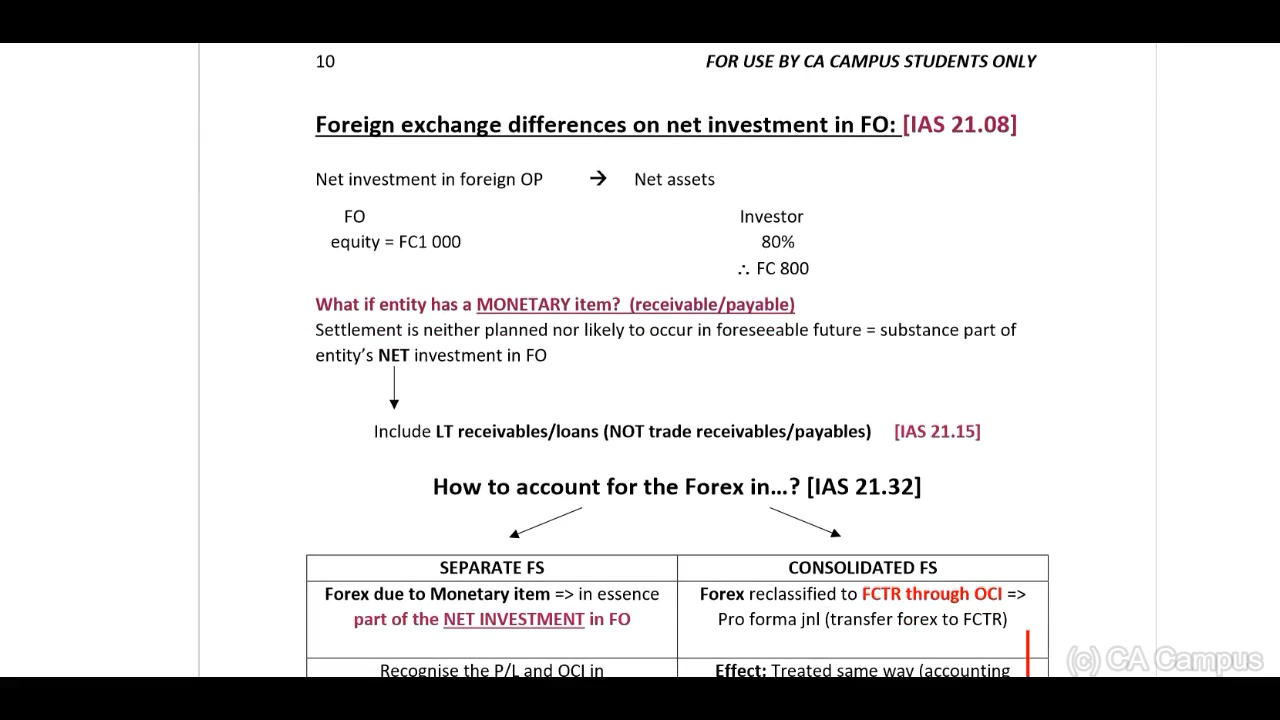 10 FOR USE BY CA CAMPUS STUDENTS ONLY
Foreign exchange differences on net investment in FO: [IAS 21.08]
Net investment in foreign OP → Net assets
FO Investor
equity = FC1 000 80%
∴ FC 800
What if entity has a MONETARY item? (receivable/payable)
Settlement is neither planned nor likely to occur in foreseeable future = substance part of
entity’s NET investment in FO
Include LT receivables/loans (NOT trade receivables/payables) [IAS 21.15]
How to account for the Forex in...? [IAS 21.32]
SEPARATE FS CONSOLIDATED FS
Forex due to Monetary item => in essence Forex reclassified to FCTR through OCI =>
part of the NET INVESTMENT in FO Pro forma jnl (transfer forex to FCTR)
Recognise the P/L and OCI in Effect: Treated same way (accounting
(c) CA Campus